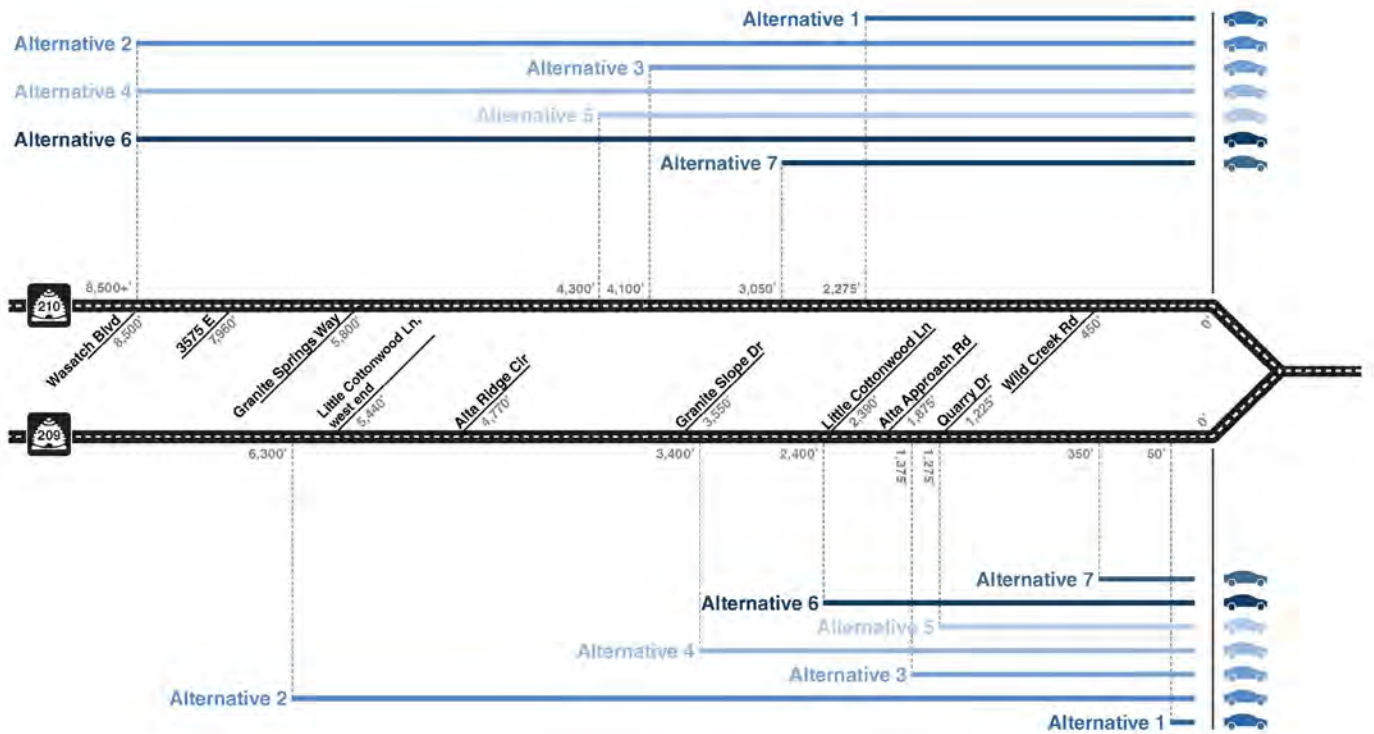 Alternative 1
Alternative 2
Alternative 3
Alternative 4
Alternative 5
Alternative 6
Alternative 7
8,500+'
4,300'
4,100'
3,050'
2,275'
210
Wasatch Blvd
8,500'
3575 E
7,960'
Granite Springs Way
5,800'
Little Cottonwood Ln,
west end
5,440'
Alta Ridge Cir
4,770'
Granite Slope Dr
3,550'
Little Cottonwood Ln
2,390'
Alta Approach Rd
1,875'
Quarry Dr
1,225'
Wild Creek Rd
450'
0'
0'
209
6,300'
3,400'
2,400'
1,375'
1,275'
350'
50'
Alternative 7
Alternative 6
Alternative 5
Alternative 4
Alternative 3
Alternative 2
Alternative 1